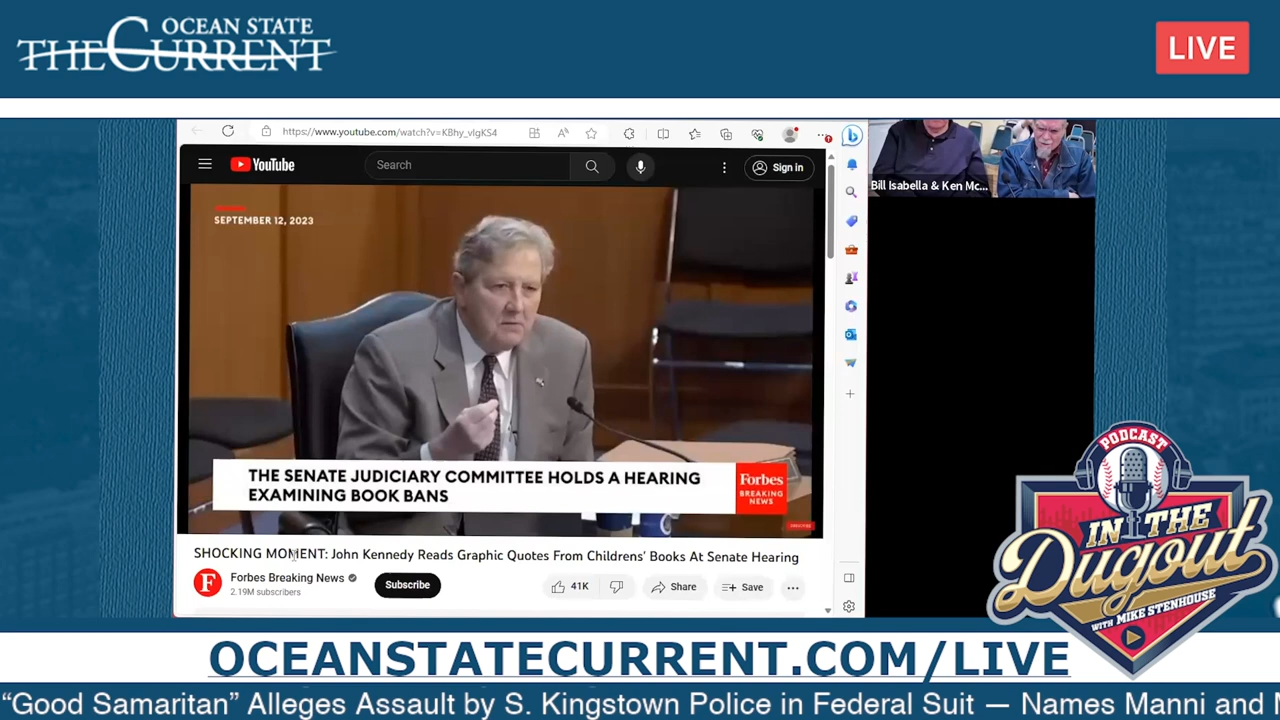 OCEAN STATE
THE CURRENT
LIVE
https://www.youtube.com/watch?v=KBhy_vIgKS4
YouTube
Search
Sign in
Bill Isabella & Ken Mc...
SEPTEMBER 12, 2023
THE SENATE JUDICIARY COMMITTEE HOLDS A HEARING
EXAMINING BOOK BANS
Forbes
BREAKING
NEWS
SUBSCRIBE
SHOCKING MOMENT: John Kennedy Reads Graphic Quotes From Childrens' Books At Senate Hearing
Forbes Breaking News
2.19M subscribers
Subscribe
41K
Share
Save
PODCAST
IN THE
Dugout
WITH MIKE STENHOUSE
OCEANSTATECURRENT.COM/LIVE
“Good Samaritan” Alleges Assault by S. Kingstown Police in Federal Suit — Names Manni and